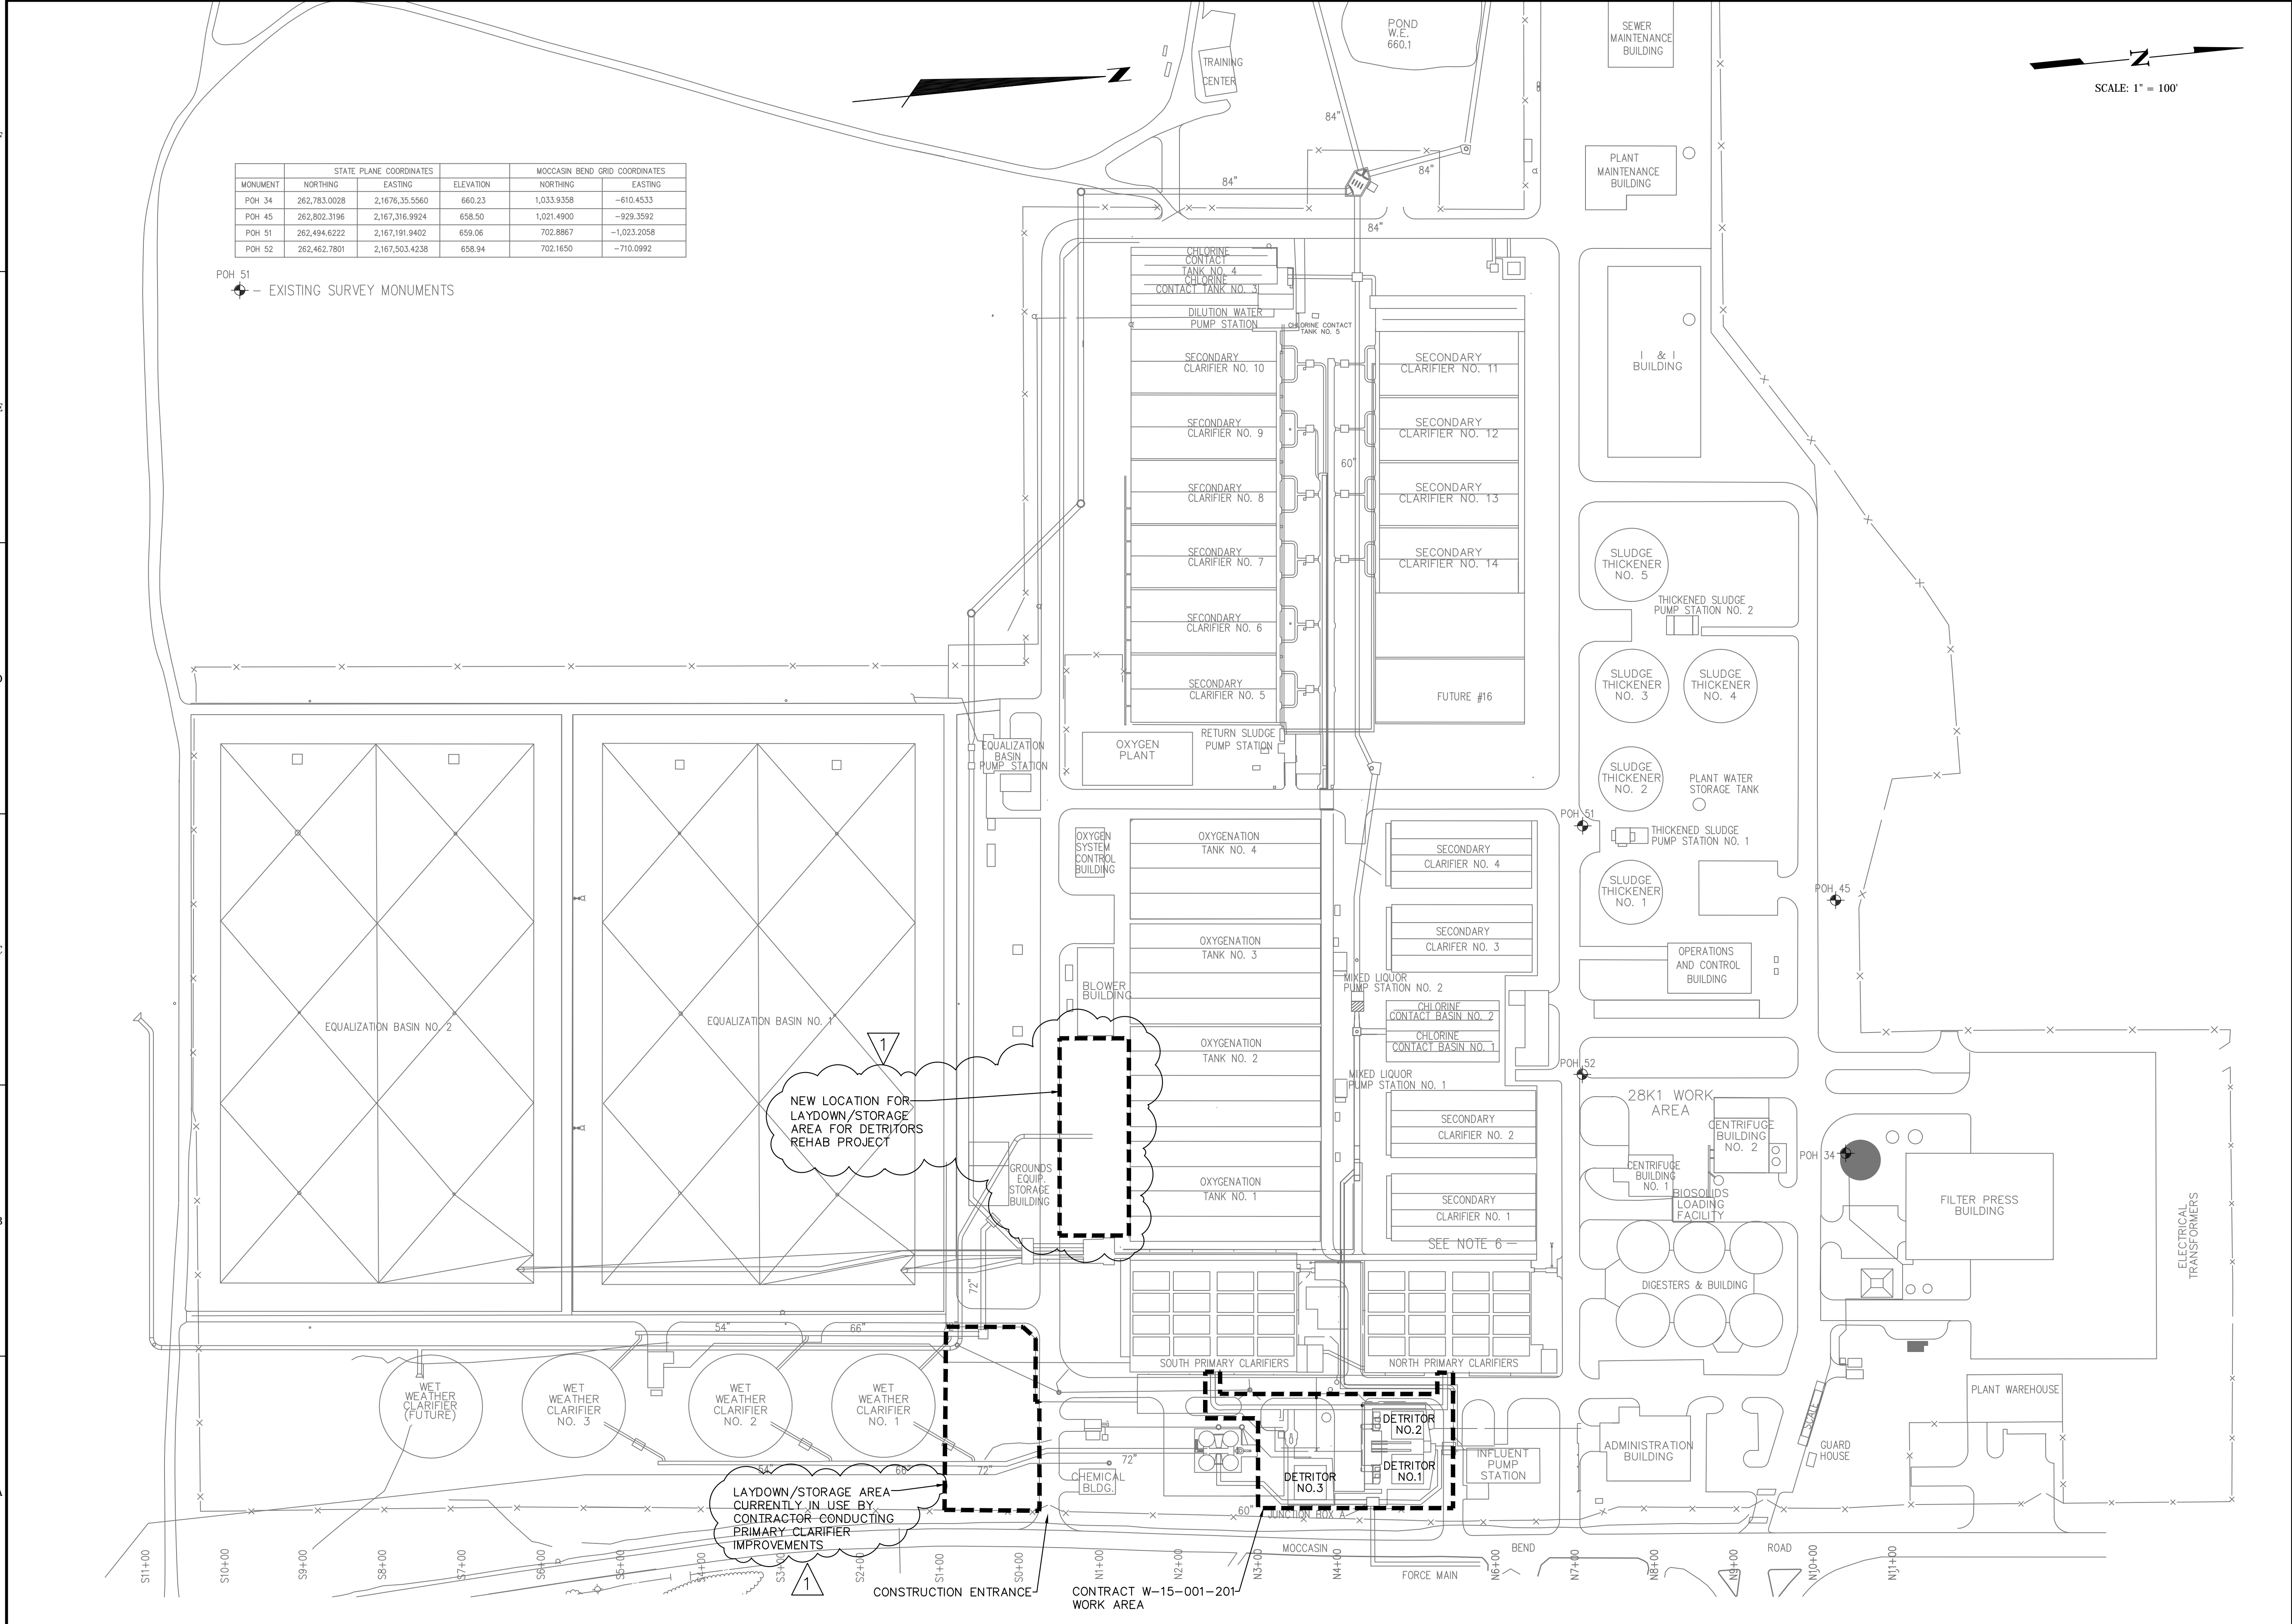 POND
W.E.
660.1
SEWER
MAINTENANCE
BUILDING
N
SCALE: 1" = 100'
TRAINING
CENTER
N
84"
84"
84"
84"
PLANT
MAINTENANCE
BUILDING
STATE PLANE COORDINATES MOCCASIN BEND GRID COORDINATES
MONUMENT NORTHING EASTING ELEVATION NORTHING EASTING
POH 34 262,783.0028 2,1676,35.5560 660.23 1,033.9358 -610.4533
POH 45 262,802.3196 2,167,316.9924 658.50 1,021.4900 -929.3592
POH 51 262,494.6222 2,167,191.9402 659.06 702.8867 -1,023.2058
POH 52 262,462.7801 2,167,503.4238 658.94 702.1650 -710.0992
POH 51
- EXISTING SURVEY MONUMENTS
CHLORINE
CONTACT
TANK NO. 4
CHLORINE
CONTACT TANK NO. 3
DILUTION WATER
PUMP STATION
CHLORINE CONTACT
TANK NO. 5
SECONDARY
CLARIFIER NO. 10
SECONDARY
CLARIFIER NO. 11
I & I
BUILDING
SECONDARY
CLARIFIER NO. 9
SECONDARY
CLARIFIER NO. 12
60"
SECONDARY
CLARIFIER NO. 8
SECONDARY
CLARIFIER NO. 13
SECONDARY
CLARIFIER NO. 7
SECONDARY
CLARIFIER NO. 14
SLUDGE
THICKENER
NO. 5
THICKENED SLUDGE
PUMP STATION NO. 2
SECONDARY
CLARIFIER NO. 6
SECONDARY
CLARIFIER NO. 5
FUTURE #16
SLUDGE
THICKENER
NO. 3
SLUDGE
THICKENER
NO. 4
EQUALIZATION
BASIN
PUMP STATION
OXYGEN
PLANT
RETURN SLUDGE
PUMP STATION
SLUDGE
THICKENER
NO. 2
PLANT WATER
STORAGE TANK
POH 51
THICKENED SLUDGE
PUMP STATION NO. 1
OXYGEN
SYSTEM
CONTROL
BUILDING
OXYGENATION
TANK NO. 4
SECONDARY
CLARIFIER NO. 4
SLUDGE
THICKENER
NO. 1
POH 45
OXYGENATION
TANK NO. 3
SECONDARY
CLARIFER NO. 3
OPERATIONS
AND CONTROL
BUILDING
BLOWER
BUILDING
MIXED LIQUOR
PUMP STATION NO. 2
CHLORINE
CONTACT BASIN NO. 2
CHLORINE
CONTACT BASIN NO. 1
EQUALIZATION BASIN NO. 2
EQUALIZATION BASIN NO. 1
1
OXYGENATION
TANK NO. 2
MIXED LIQUOR
PUMP STATION NO. 1
POH 52
28K1 WORK
AREA
NEW LOCATION FOR
LAYDOWN/STORAGE
AREA FOR DETRITORS
REHAB PROJECT
SECONDARY
CLARIFIER NO. 2
CENTRIFUGE
BUILDING
NO. 2
POH 34
CENTRIFUGE
BUILDING
NO. 1
BIOSOLIDS
LOADING
FACILITY
GROUNDS
EQUIP.
STORAGE
BUILDING
OXYGENATION
TANK NO. 1
SECONDARY
CLARIFIER NO. 1
FILTER PRESS
BUILDING
ELECTRICAL
TRANSFORMERS
SEE NOTE 6
72"
DIGESTERS & BUILDING
54"
66"
SOUTH PRIMARY CLARIFIERS
NORTH PRIMARY CLARIFIERS
WET
WEATHER
CLARIFIER
(FUTURE)
WET
WEATHER
CLARIFIER
NO. 3
WET
WEATHER
CLARIFIER
NO. 2
WET
WEATHER
CLARIFIER
NO. 1
PLANT WAREHOUSE
DETRITOR
NO.2
SCALE
ADMINISTRATION
BUILDING
GUARD
HOUSE
INFLUENT
PUMP
STATION
54"
66"
72"
72"
CHEMICAL
BLDG.
DETRITOR
NO.3
DETRITOR
NO.1
LAYDOWN/STORAGE AREA
CURRENTLY IN USE BY
CONTRACTOR CONDUCTING
PRIMARY CLARIFIER
IMPROVEMENTS
60"
JUNCTION BOX A
MOCCASIN BEND ROAD
FORCE MAIN
S11+00 S10+00 S9+00 S8+00 S7+00 S6+00 S5+00 S4+00 S3+00 S2+00 S1+00 S0+00 N1+00 N2+00 N3+00 N4+00 N6+00 N7+00 N8+00 N9+00 N10+00 N11+00
1
CONSTRUCTION ENTRANCE
CONTRACT W-15-001-201
WORK AREA